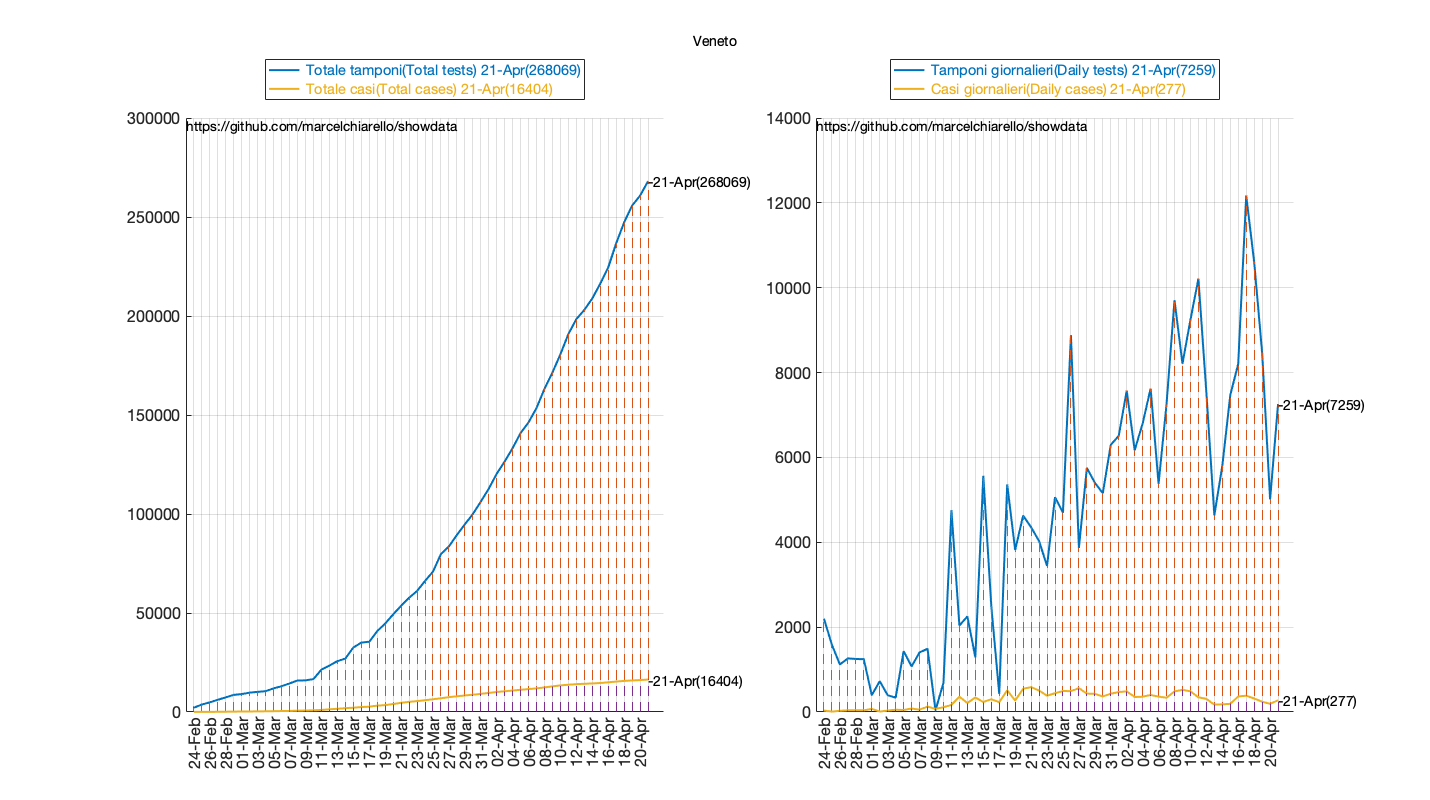 Veneto
Totale tamponi(Total tests) 21-Apr(268069)
Totale casi(Total cases) 21-Apr(16404)
300000
https://github.com/marcelchiarello/showdata
250000
200000
150000
100000
50000
0
21-Apr(268069)
21-Apr(16404)
24-Feb
26-Feb
28-Feb
01-Mar
03-Mar
05-Mar
07-Mar
09-Mar
11-Mar
13-Mar
15-Mar
17-Mar
19-Mar
21-Mar
23-Mar
25-Mar
27-Mar
29-Mar
31-Mar
02-Apr
04-Apr
06-Apr
08-Apr
10-Apr
12-Apr
14-Apr
16-Apr
18-Apr
20-Apr
Tamponi giornalieri(Daily tests) 21-Apr(7259)
Casi giornalieri(Daily cases) 21-Apr(277)
14000
https://github.com/marcelchiarello/showdata
12000
10000
8000
6000
4000
2000
0
21-Apr(7259)
21-Apr(277)
24-Feb
26-Feb
28-Feb
01-Mar
03-Mar
05-Mar
07-Mar
09-Mar
11-Mar
13-Mar
15-Mar
17-Mar
19-Mar
21-Mar
23-Mar
25-Mar
27-Mar
29-Mar
31-Mar
02-Apr
04-Apr
06-Apr
08-Apr
10-Apr
12-Apr
14-Apr
16-Apr
18-Apr
20-Apr